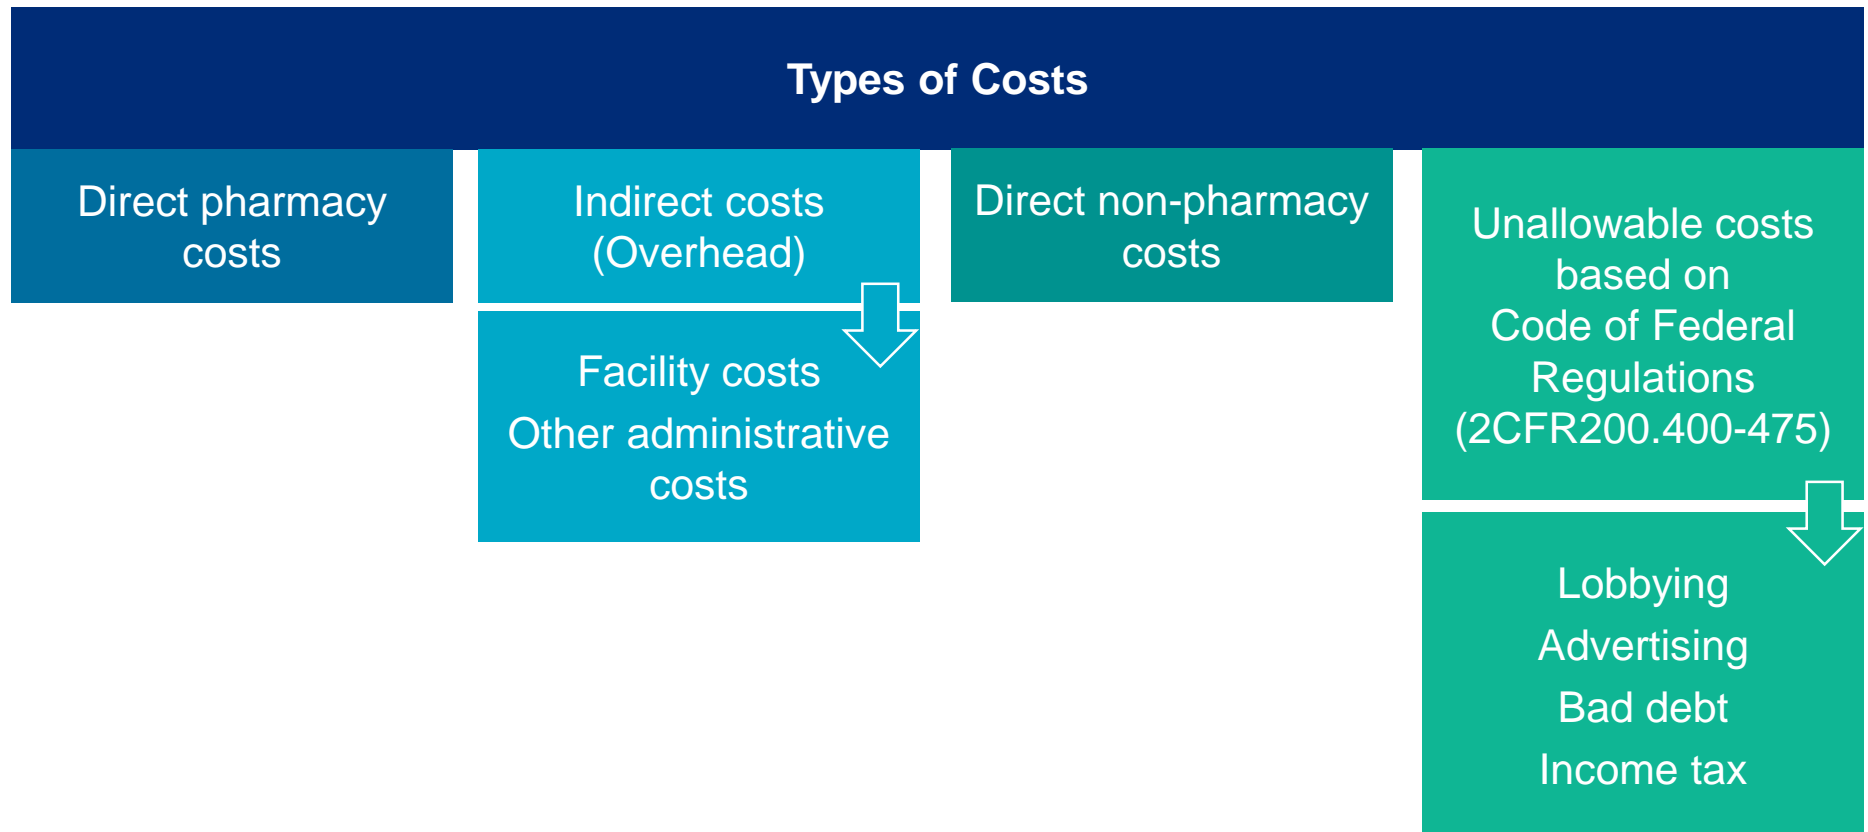 Types of Costs
Direct pharmacy
costs
Indirect costs
(Overhead)
Facility costs
Other administrative
costs
Direct non-pharmacy
costs
Unallowable costs
based on
Code of Federal
Regulations
(2CFR200.400-475)
Lobbying
Advertising
Bad debt
Income tax